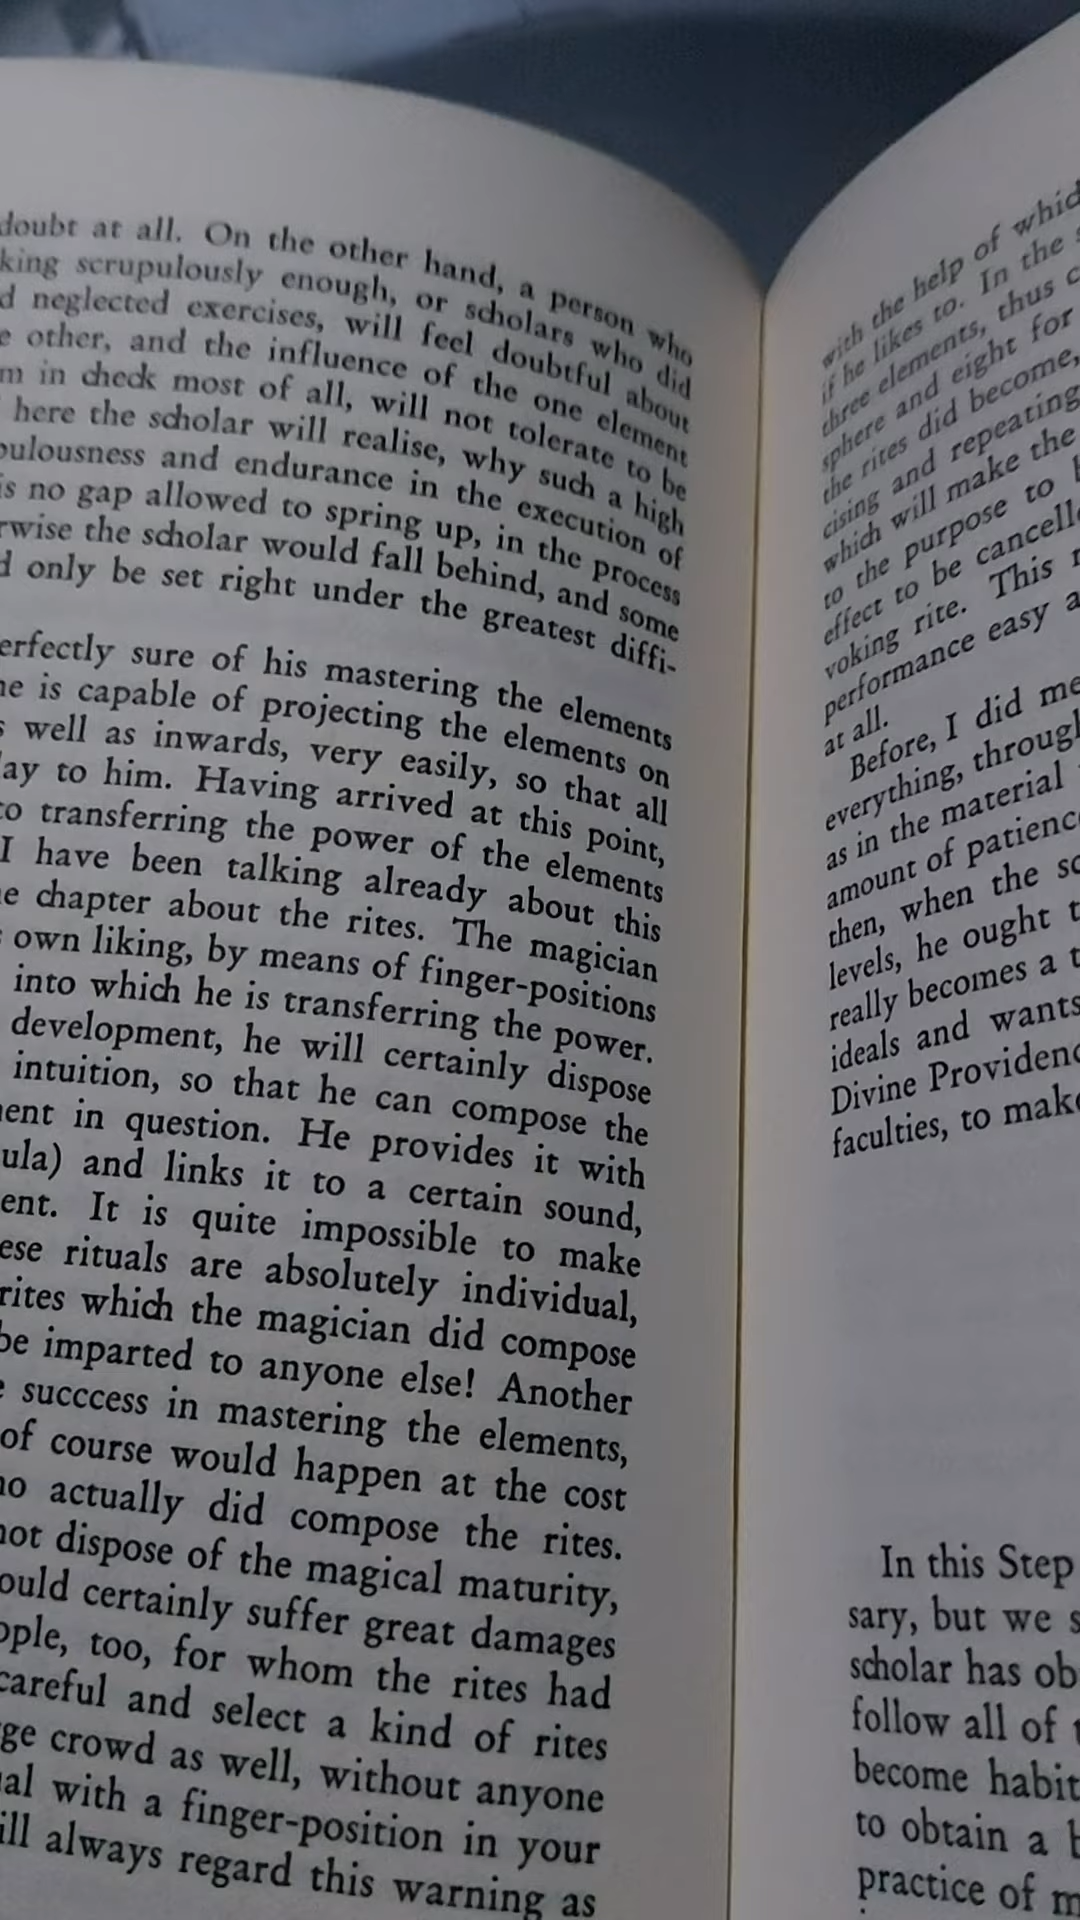 doubt at all. On the other hand, a person who
king scrupulously enough, or scholars who did
d neglected exercises, will feel doubtful about
e other, and the influence of the one element
m in check most of all, will not tolerate to be
here the scholar will realise, why such a high
pulousness and endurance in the execution of
is no gap allowed to spring up, in the process
rwise the scholar would fall behind, and some
d only be set right under the greatest diffi-
erfectly sure of his mastering the elements
he is capable of projecting the elements on
s well as inwards, very easily, so that all
lay to him. Having arrived at this point,
to transferring the power of the elements
I have been talking already about this
e chapter about the rites. The magician
s own liking, by means of finger-positions
into which he is transferring the power.
development, he will certainly dispose
intuition, so that he can compose the
ent in question. He provides it with
ula) and links it to a certain sound,
ent. It is quite impossible to make
ese rituals are absolutely individual,
rites which the magician did compose
be imparted to anyone else! Another
e succcess in mastering the elements,
of course would happen at the cost
ho actually did compose the rites.
not dispose of the magical maturity,
ould certainly suffer great damages
ople, too, for whom the rites had
careful and select a kind of rites
ge crowd as well, without anyone
ual with a finger-position in your
ill always regard this warning as
with the help of whic
if he likes to. In the s
three elements, thus c
sphere and eight for
the rites did become,
cising and repeating
which will make the
to the purpose to b
effect to be cancelle
voking rite. This r
performance easy a
at all.
Before, I did me
everything, through
as in the material
amount of patience
then, when the sc
levels, he ought t
really becomes a t
ideals and wants
Divine Providenc
faculties, to make
In this Step
sary, but we s
scholar has ob
follow all of t
become habit
to obtain a b
practice of m